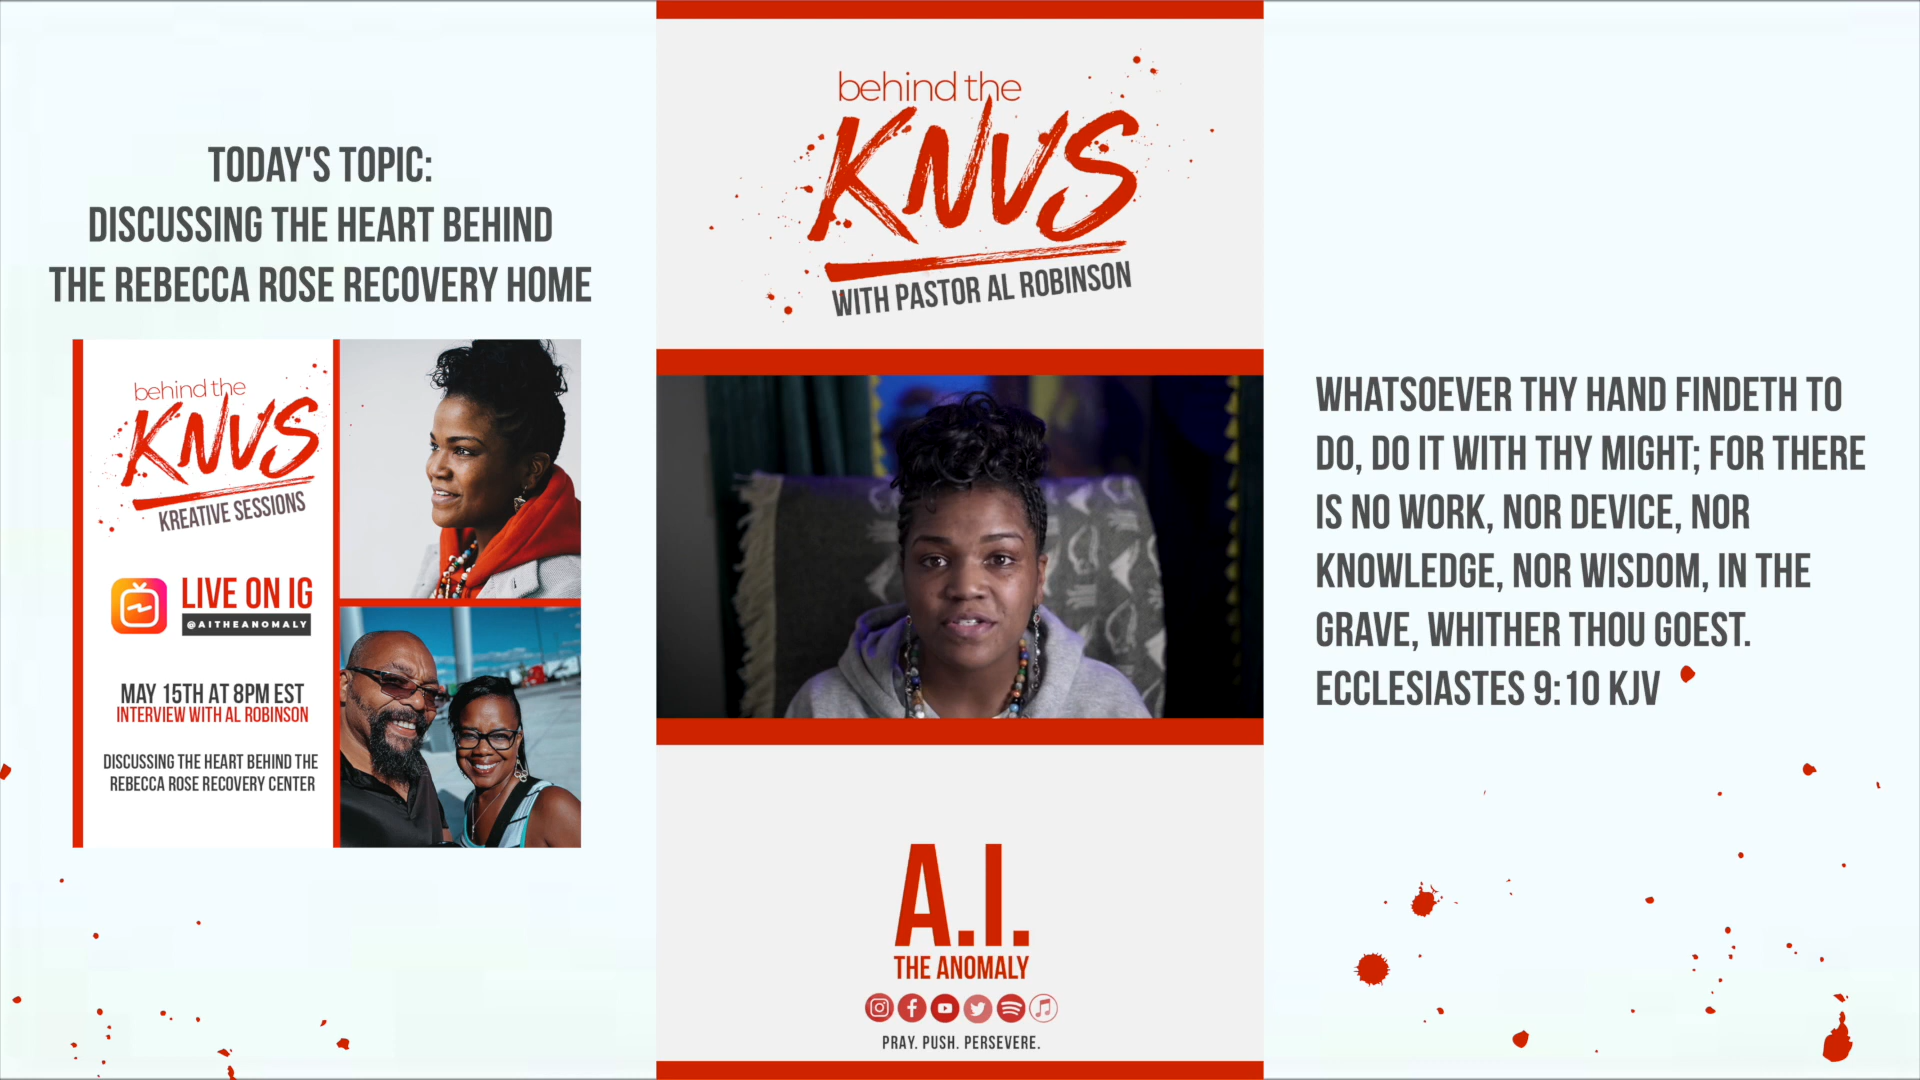 TODAY'S TOPIC:
DISCUSSING THE HEART BEHIND
THE REBECCA ROSE RECOVERY HOME
behind the
KNVS
KREATIVE SESSIONS
LIVE ON IG
@AITHEANOMALY
MAY 15TH AT 8PM EST
INTERVIEW WITH AL ROBINSON
DISCUSSING THE HEART BEHIND THE
REBECCA ROSE RECOVERY CENTER
behind the
KNVS
WITH PASTOR AL ROBINSON
A.I.
THE ANOMALY
PRAY. PUSH. PERSEVERE.
WHATSOEVER THY HAND FINDETH TO
DO, DO IT WITH THY MIGHT; FOR THERE
IS NO WORK, NOR DEVICE, NOR
KNOWLEDGE, NOR WISDOM, IN THE
GRAVE, WHITHER THOU GOEST.
ECCLESIASTES 9:10 KJV